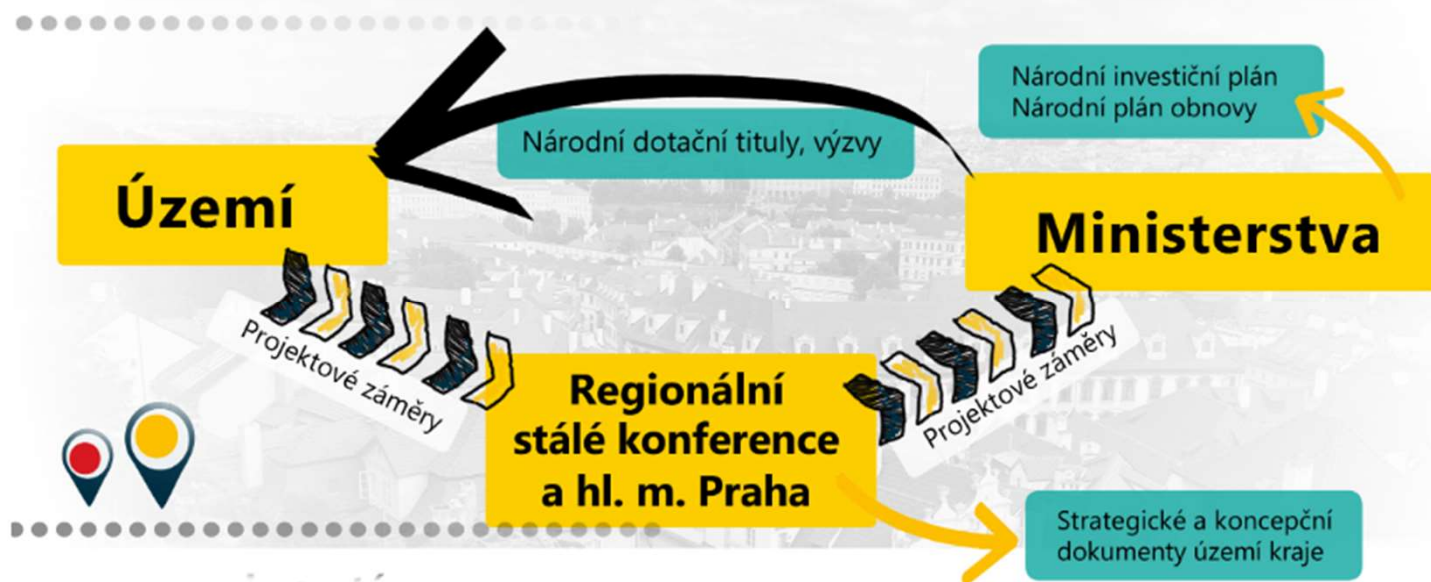 Národní investiční plán
Národní plán obnovy
Národní dotační tituly, výzvy
Území
Ministerstva
Projektové záměry
Projektové záměry
Regionální
stálé konference
a hl. m. Praha
Strategické a koncepční
dokumenty území kraje